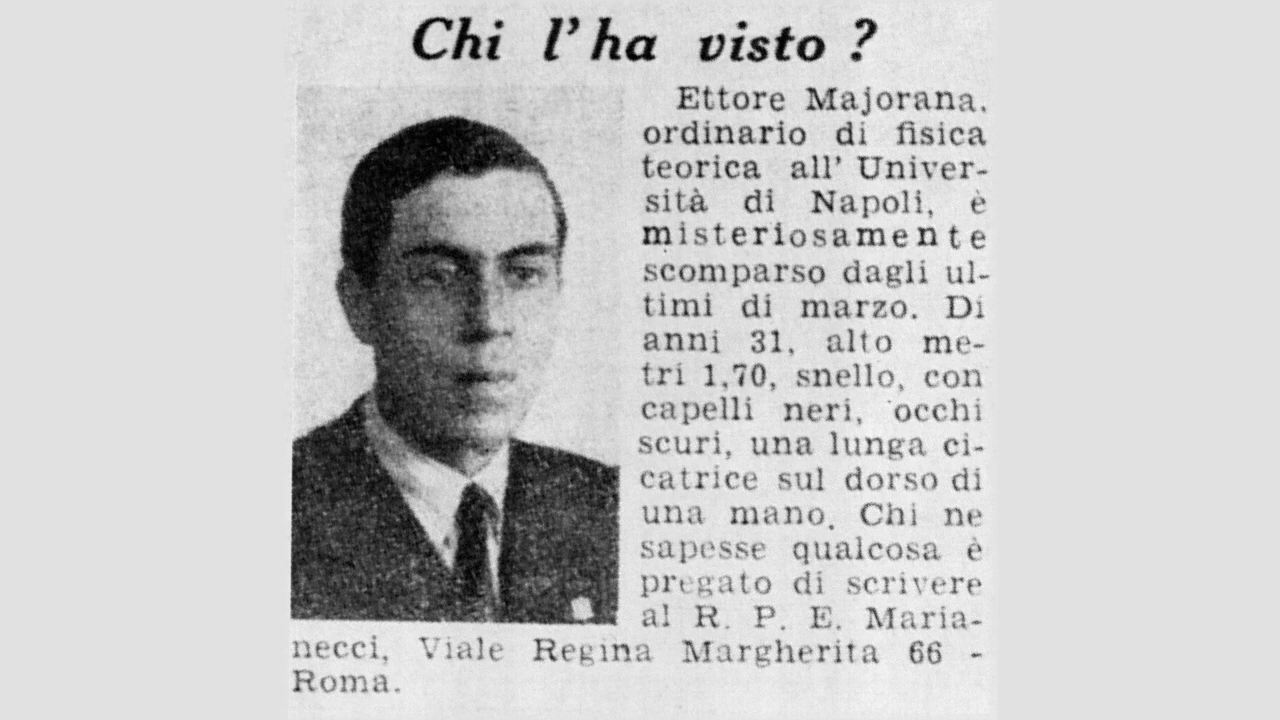 Chi l'ha visto ?
Ettore Majorana.
ordinario di fisica
teorica all' Univer-
sità di Napoli, è
misteriosamente
scomparso dagli ul-
timi di marzo. Di
anni 31, alto me-
tri 1,70, snello, con
capelli neri, occhi
scuri, una lunga ci-
catrice sul dorso di
una mano. Chi ne
sapesse qualcosa è
pregato di scrivere
al R. P. E. Maria-
necci, Viale Regina Margherita 66 -
Roma.